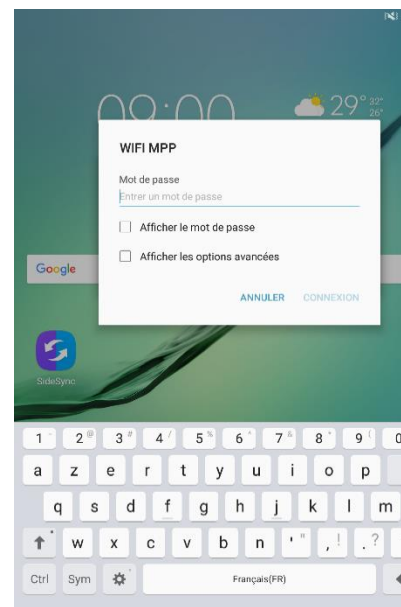 09:00
29° 32°
26°
WIFI MPP
Mot de passe
Entrer un mot de passe
Afficher le mot de passe
Afficher les options avancées
ANNULER CONNEXION
Google
SideSync
1 - 2 @ 3 # 4 / 5 % 6 ^ 7 & 8 * 9 ( 0
a z e r t y u i o p
q s d f g h j k l m
w x c v b n ' " , ! . ?
Ctrl Sym Français(FR)